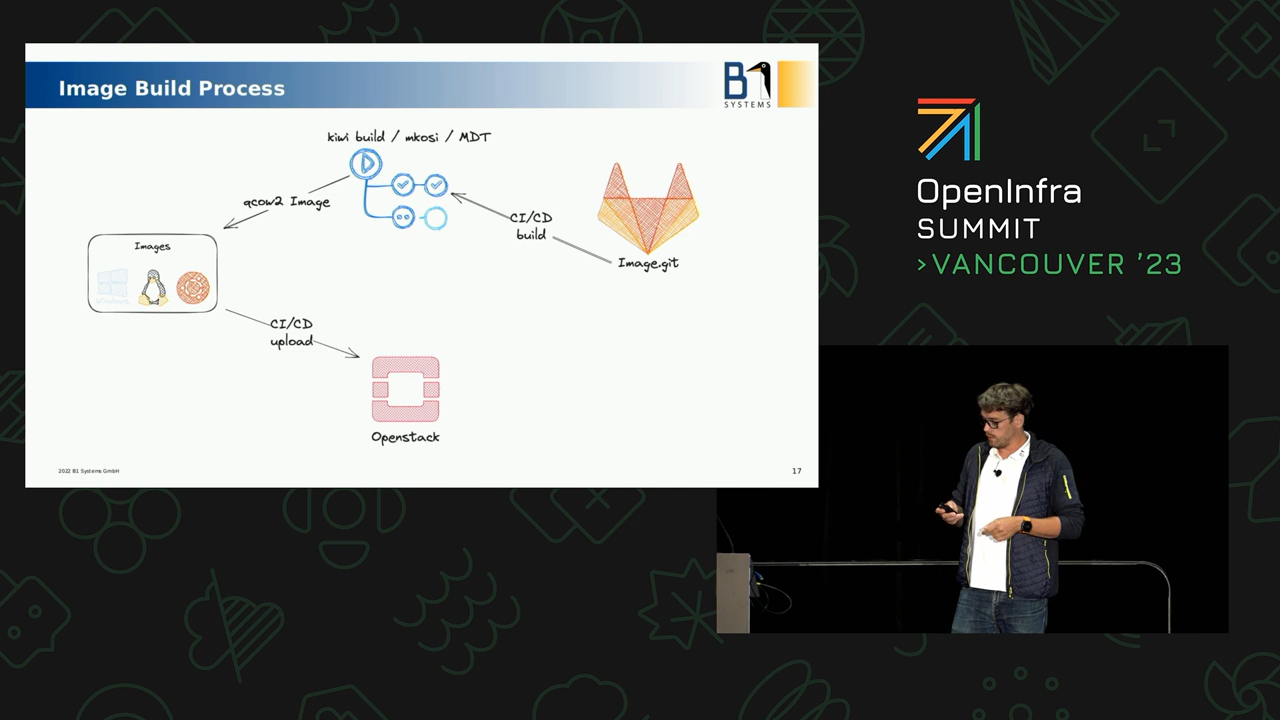 Image Build Process
B1
SYSTEMS
kiwi build / mkosi / MDT
qcow2 Image
CI/CD
build
Image.git
Images
CI/CD
upload
Openstack
2022 B1 Systems GmbH
17
OpenInfra
SUMMIT
>VANCOUVER '23